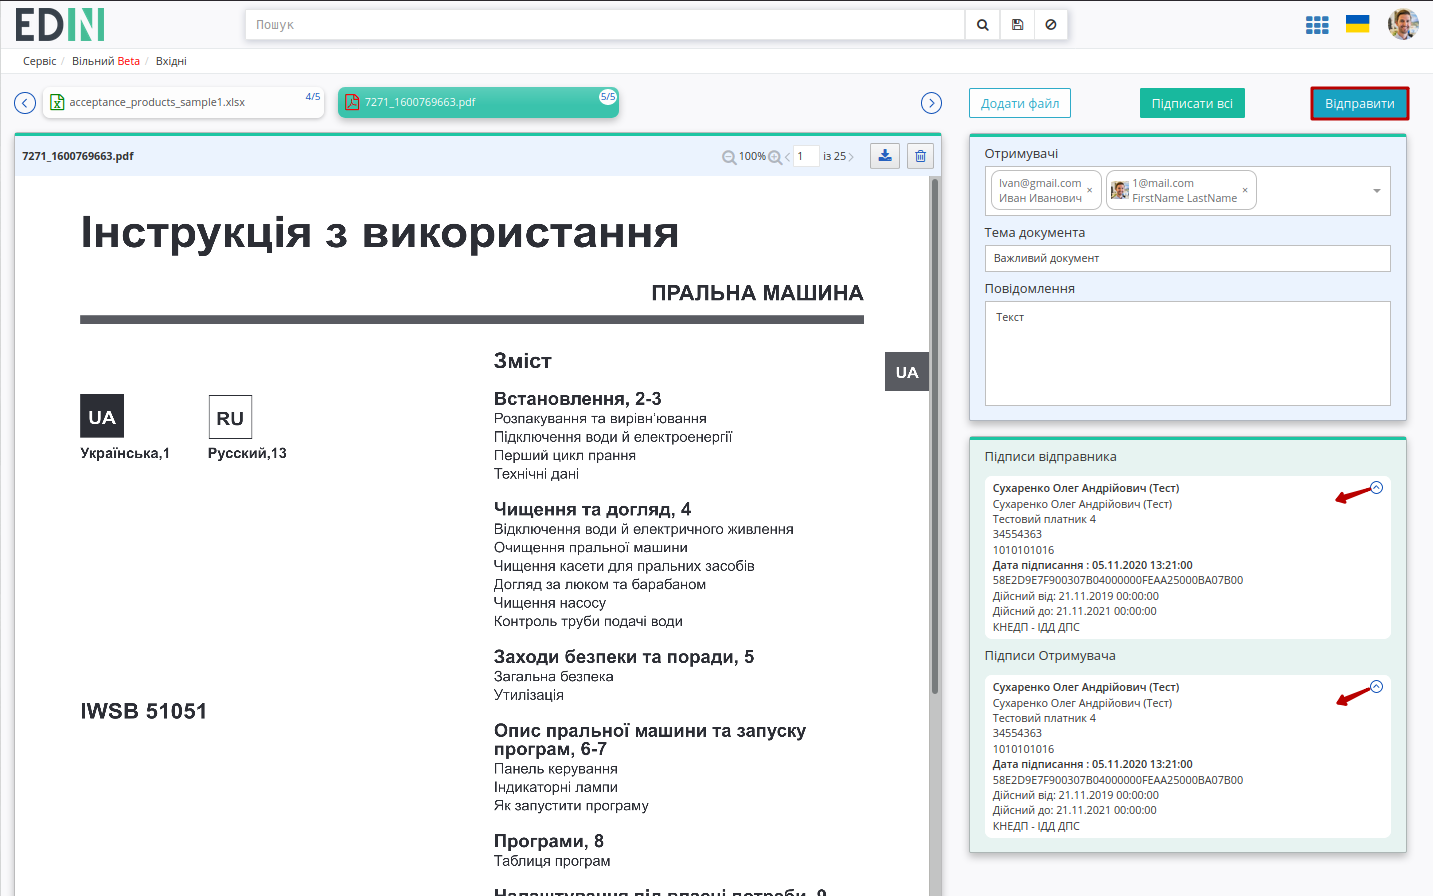 EDIN
Пошук
Сервіс / Вільний Beta / Вхідні
acceptance_products_sample1.xlsx 4/5
7271_1600769663.pdf 5/5
Додати файл
Підписати всі
Відправити
7271_1600769663.pdf
100%
1 із 25
Інструкція з використання
ПРАЛЬНА МАШИНА
UA
UA
Українська,1
RU
Русский,13
IWSB 51051
Зміст
Встановлення, 2-3
Розпакування та вирівн'ювання
Підключення води й електроенергії
Перший цикл прання
Технічні дані
Чищення та догляд, 4
Відключення води й електричного живлення
Очищення пральної машини
Чищення касети для пральних засобів
Догляд за люком та барабаном
Чищення насосу
Контроль труби подачі води
Заходи безпеки та поради, 5
Загальна безпека
Утилізація
Опис пральної машини та запуску
програм, 6-7
Панель керування
Індикаторні лампи
Як запустити програму
Програми, 8
Таблиця програм
Налаштування під власні потреби, 9
Отримувачі
Ivan@gmail.com
Иван Иванович ×
1@mail.com
FirstName LastName ×
Тема документа
Важливий документ
Повідомлення
Текст
Підписи відправника
Сухаренко Олег Андрійович (Тест)
Сухаренко Олег Андрійович (Тест)
Тестовий платник 4
34554363
1010101016
Дата підписання : 05.11.2020 13:21:00
58E2D9E7F900307B04000000FEAA25000BA07B00
Дійсний від: 21.11.2019 00:00:00
Дійсний до: 21.11.2021 00:00:00
КНЕДП - ІДД ДПС
Підписи Отримувача
Сухаренко Олег Андрійович (Тест)
Сухаренко Олег Андрійович (Тест)
Тестовий платник 4
34554363
1010101016
Дата підписання : 05.11.2020 13:21:00
58E2D9E7F900307B04000000FEAA25000BA07B00
Дійсний від: 21.11.2019 00:00:00
Дійсний до: 21.11.2021 00:00:00
КНЕДП - ІДД ДПС